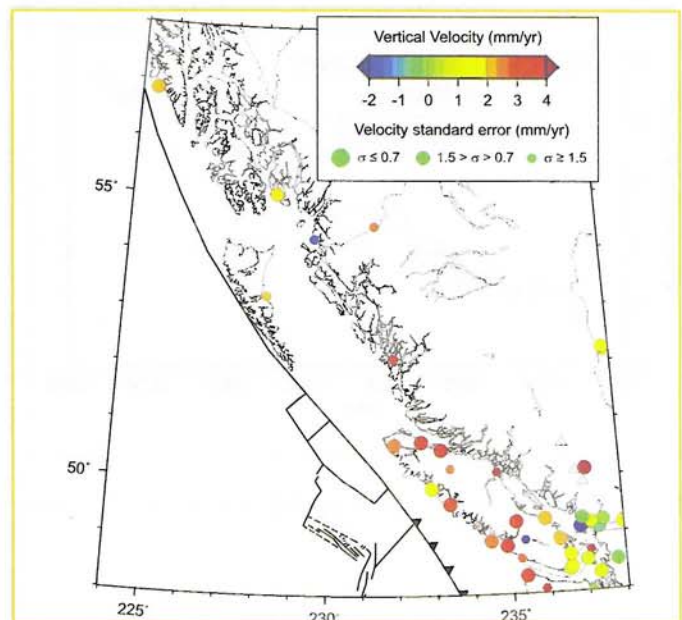 Vertical Velocity (mm/yr)
-2 -1 0 1 2 3 4
Velocity standard error (mm/yr)
σ ≤ 0.7 1.5 > σ > 0.7 σ ≥ 1.5
55°
50°
225° 230° 235°